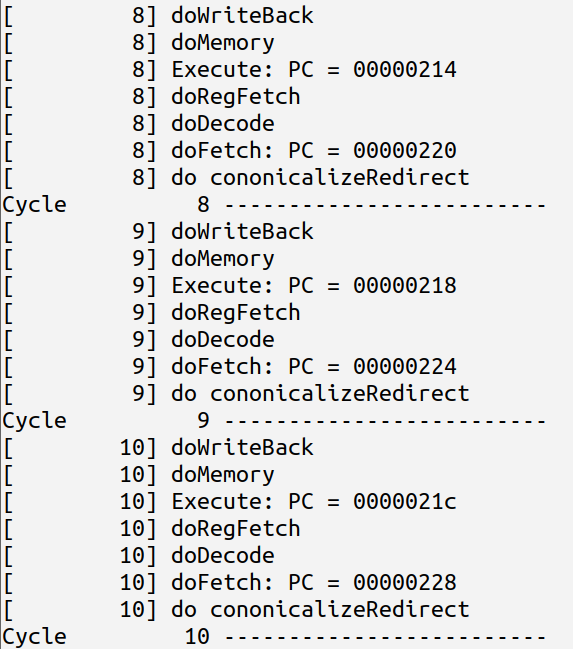 [         8] doWriteBack
[         8] doMemory
[         8] Execute: PC = 00000214
[         8] doRegFetch
[         8] doDecode
[         8] doFetch: PC = 00000220
[         8] do cononicalizeRedirect
Cycle          8 -------------------------
[         9] doWriteBack
[         9] doMemory
[         9] Execute: PC = 00000218
[         9] doRegFetch
[         9] doDecode
[         9] doFetch: PC = 00000224
[         9] do cononicalizeRedirect
Cycle          9 -------------------------
[        10] doWriteBack
[        10] doMemory
[        10] Execute: PC = 0000021c
[        10] doRegFetch
[        10] doDecode
[        10] doFetch: PC = 00000228
[        10] do cononicalizeRedirect
Cycle         10 -------------------------